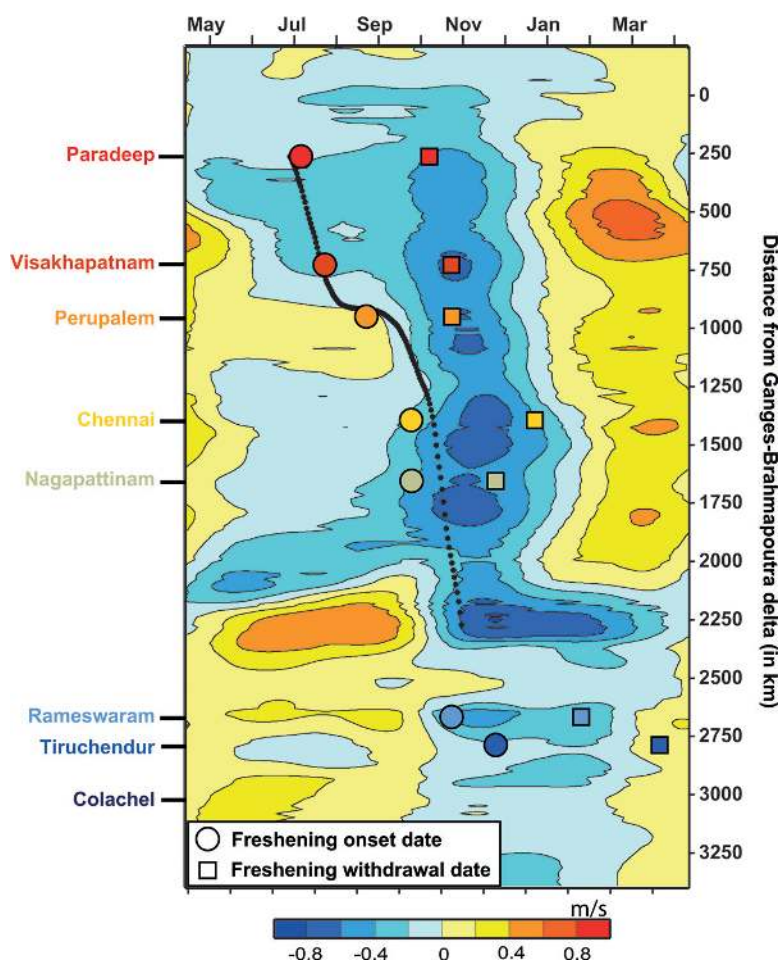 May Jul Sep Nov Jan Mar
0
Paradeep
250
500
Visakhapatnam
750
Perupalem
1000
1250
Chennai
1500
Nagapattinam
1750
2000
2250
2500
Rameswaram
Tiruchendur
2750
Colachel
3000
3250
Distance from Ganges-Brahmapoutra delta (in km)
Freshening onset date
Freshening withdrawal date
m/s
-0.8 -0.4 0 0.4 0.8